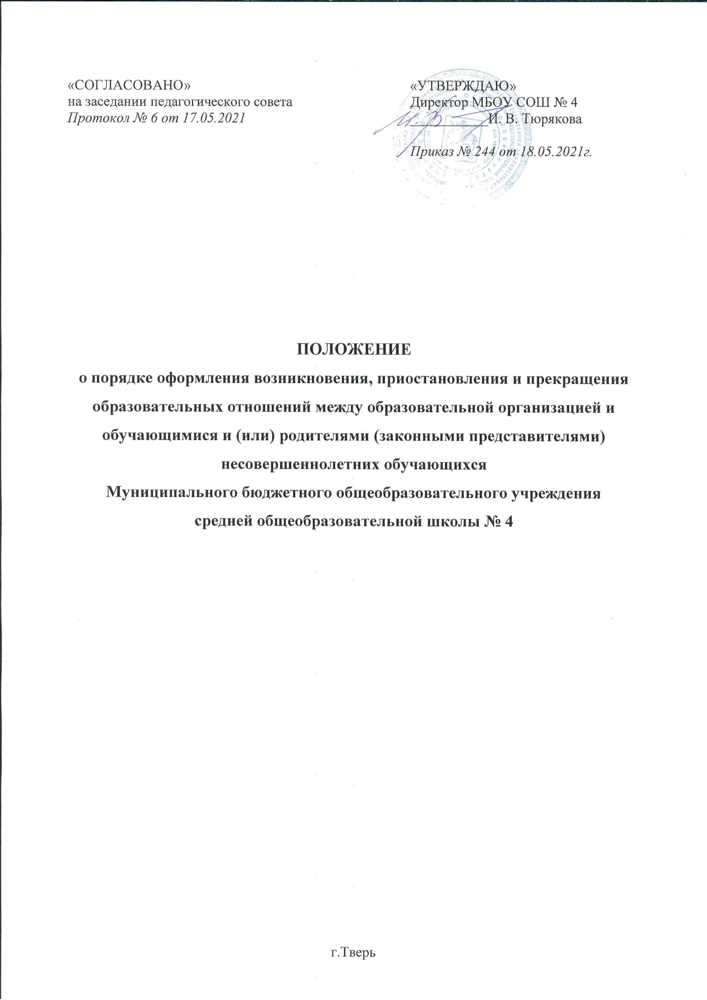 «СОГЛАСОВАНО»
на заседании педагогического совета
Протокол № 6 от 17.05.2021
«УТВЕРЖДАЮ»
Директор МБОУ СОШ № 4
___________И. В. Тюрякова
Приказ № 244 от 18.05.2021г.
ПОЛОЖЕНИЕ
о порядке оформления возникновения, приостановления и прекращения
образовательных отношений между образовательной организацией и
обучающимися и (или) родителями (законными представителями)
несовершеннолетних обучающихся
Муниципального бюджетного общеобразовательного учреждения
средней общеобразовательной школы № 4
г.Тверь